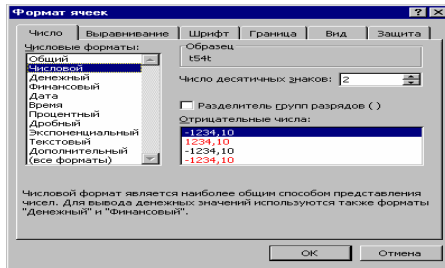 Формат ячеек
Число Выравнивание Шрифт Граница Вид Защита
Числовые форматы:
Общий
Числовой
Денежный
Финансовый
Дата
Время
Процентный
Дробный
Экспоненциальный
Текстовый
Дополнительный
(все форматы)
Образец
t54t
Число десятичных знаков: 2
Разделитель групп разрядов ( )
Отрицательные числа:
-1234,10
1234,10
-1234,10
-1234,10
Числовой формат является наиболее общим способом представления
чисел. Для вывода денежных значений используются также форматы
"Денежный" и "Финансовый".
ОК Отмена